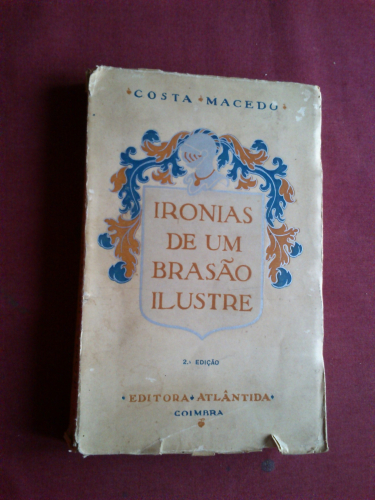 COSTA MACEDO
IRONIAS
DE UM
BRASÃO
ILUSTRE
2.ª EDIÇÃO
EDITORA · ATLÂNTIDA
COIMBRA